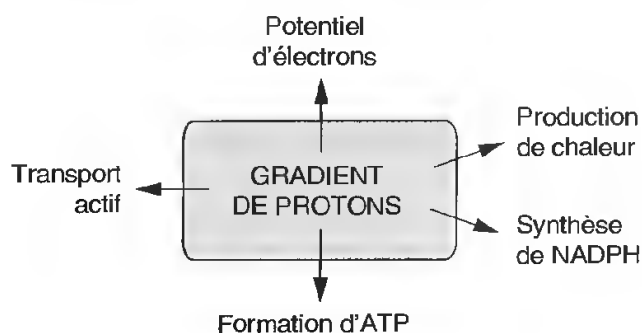 Potentiel
d'électrons
Production
de chaleur
Transport
actif
GRADIENT
DE PROTONS
Synthèse
de NADPH
Formation d'ATP